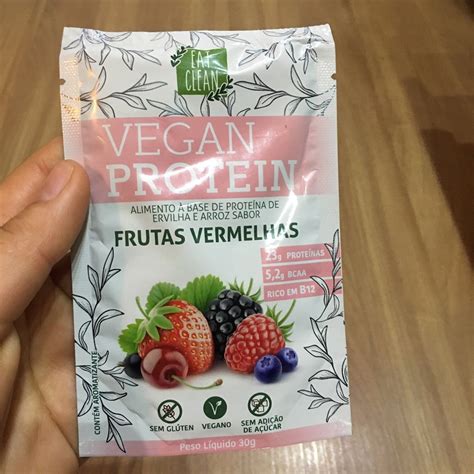 EAT
CLEAN
VEGAN
PROTEIN
ALIMENTO À BASE DE PROTEÍNA DE
ERVILHA E ARROZ SABOR
FRUTAS VERMELHAS
23g PROTEÍNAS
5,2g BCAA
RICO EM B12
CONTÉM AROMATIZANTE
SEM GLÚTEN
VEGANO
SEM ADIÇÃO
DE AÇÚCAR
Peso Líquido 30g